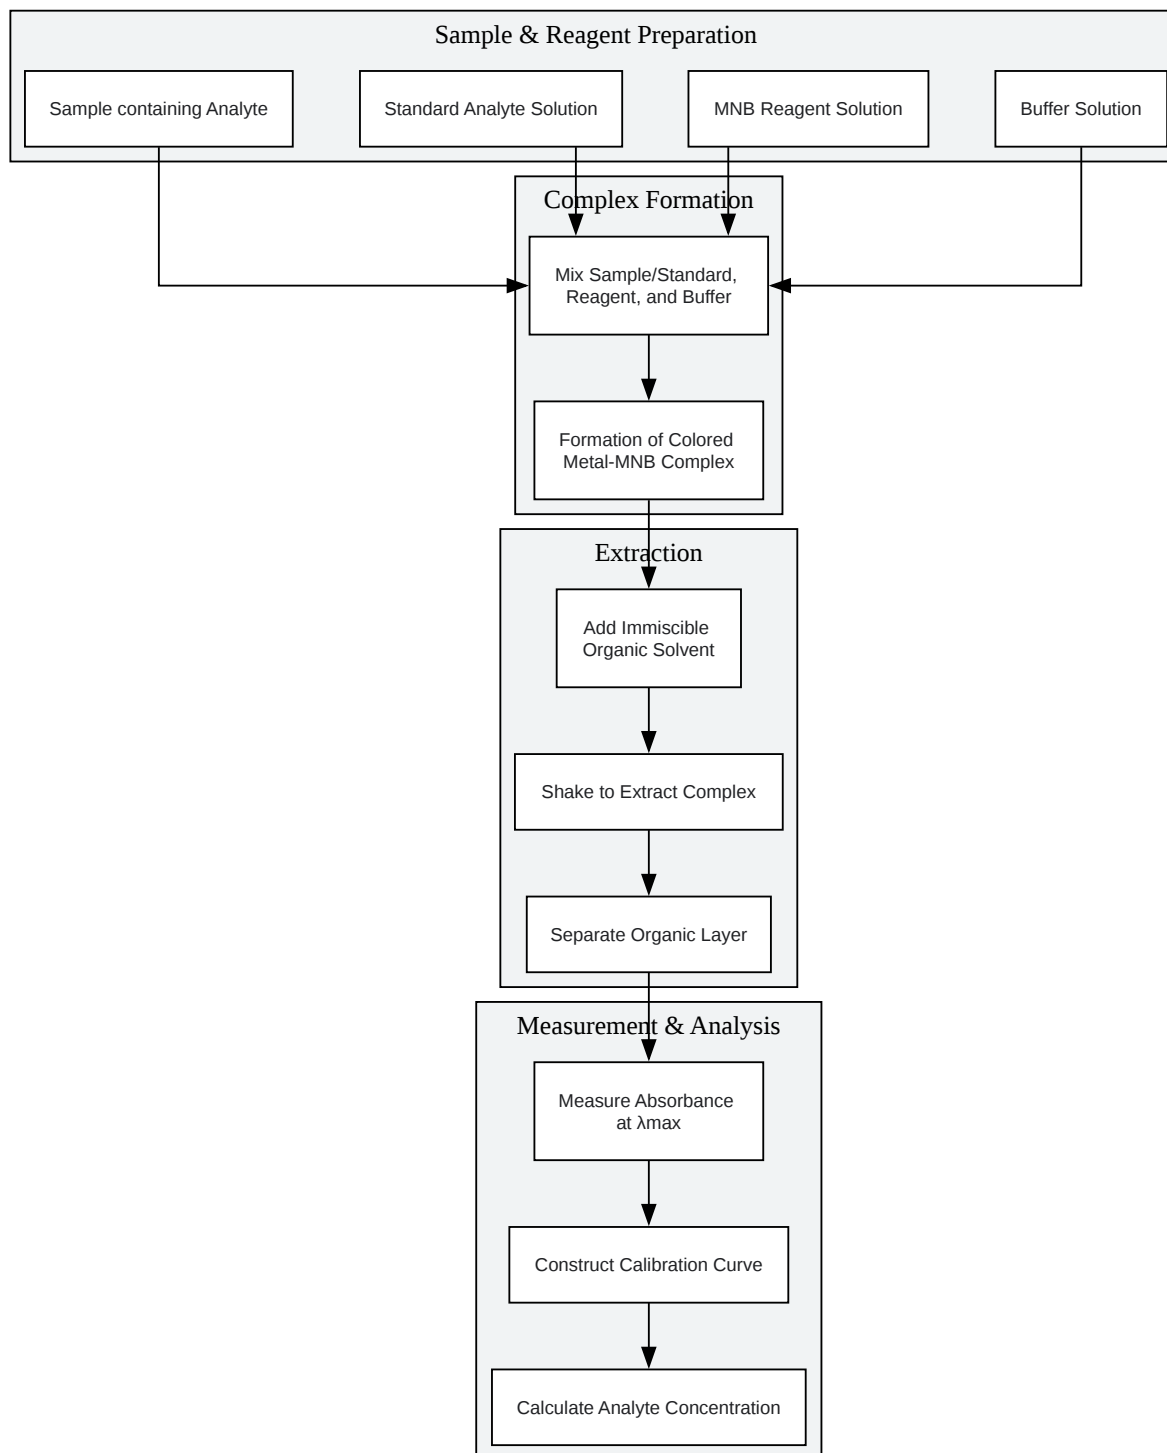 Sample & Reagent Preparation
Sample containing Analyte
Standard Analyte Solution
MNB Reagent Solution
Buffer Solution
Complex Formation
Mix Sample/Standard,
Reagent, and Buffer
Formation of Colored
Metal-MNB Complex
Extraction
Add Immiscible
Organic Solvent
Shake to Extract Complex
Separate Organic Layer
Measurement & Analysis
Measure Absorbance
at λmax
Construct Calibration Curve
Calculate Analyte Concentration